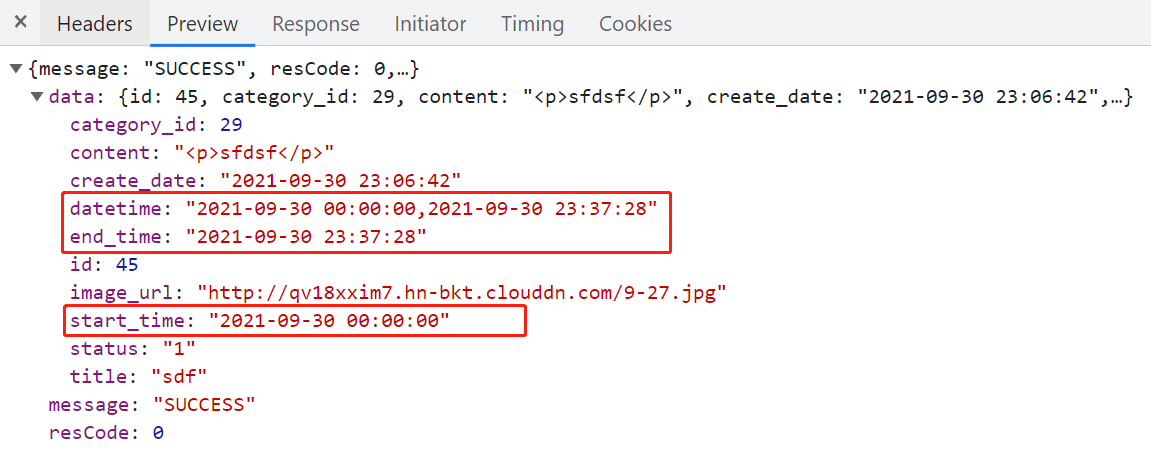 × Headers Preview Response Initiator Timing Cookies
▼{message: "SUCCESS", resCode: 0,…}
▼data: {id: 45, category_id: 29, content: "<p>sfdsf</p>", create_date: "2021-09-30 23:06:42",…}
category_id: 29
content: "<p>sfdsf</p>"
create_date: "2021-09-30 23:06:42"
datetime: "2021-09-30 00:00:00,2021-09-30 23:37:28"
end_time: "2021-09-30 23:37:28"
id: 45
image_url: "http://qv18xxim7.hn-bkt.clouddn.com/9-27.jpg"
start_time: "2021-09-30 00:00:00"
status: "1"
title: "sdf"
message: "SUCCESS"
resCode: 0